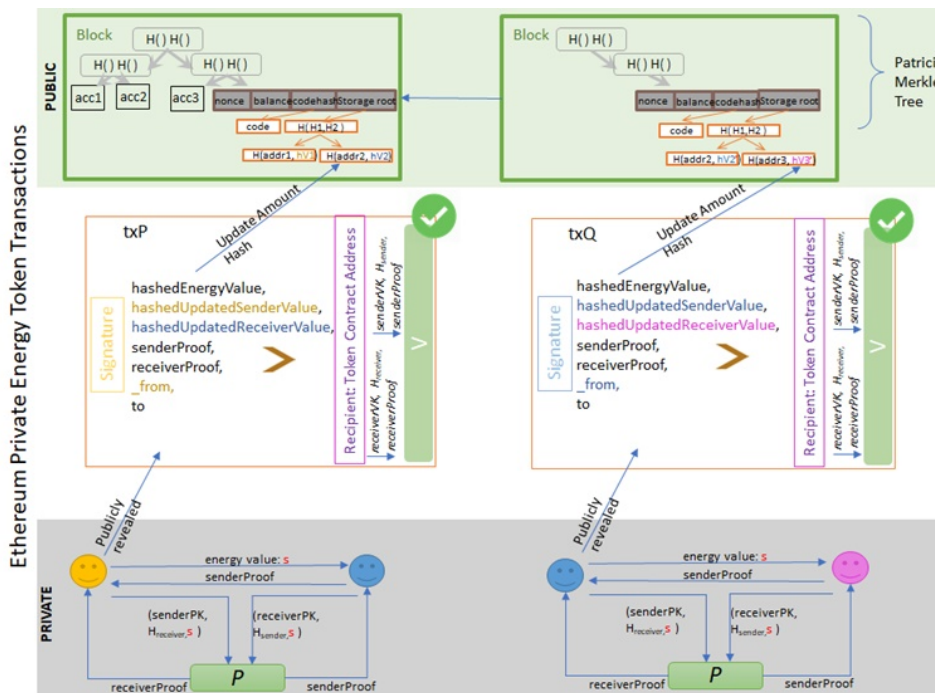 Ethereum Private Energy Token Transactions
PUBLIC
Block
H() H()
H() H()
H() H()
acc1
acc2
acc3
nonce
balance
codehash
Storage root
code
H(H1,H2)
H(addr1, hV1)
H(addr2, hV2)
Block
H() H()
H() H()
nonce
balance
codehash
Storage root
code
H(H1,H2)
H(addr2, hV2')
H(addr3, hV3')
Patrici
Merkle
Tree
Update Amount
Hash
txP
Signature
hashedEnergyValue,
hashedUpdatedSenderValue,
hashedUpdatedReceiverValue,
senderProof,
receiverProof,
_from,
to
Recipient: Token Contract Address
senderVK, Hsender,
senderProof
receiverVK, Hreceiver,
receiverProof
V
Update Amount
Hash
txQ
Signature
hashedEnergyValue,
hashedUpdatedSenderValue,
hashedUpdatedReceiverValue,
senderProof,
receiverProof,
_from,
to
Recipient: Token Contract Address
senderVK, Hsender,
senderProof
receiverVK, Hreceiver,
receiverProof
V
Publicly
revealed
Publicly
revealed
PRIVATE
energy value: s
senderProof
(senderPK,
Hreceiver,s )
(receiverPK,
Hsender,s )
P
receiverProof
senderProof
energy value: s
senderProof
(senderPK,
Hreceiver,s )
(receiverPK,
Hsender,s )
P
receiverProof
senderProof